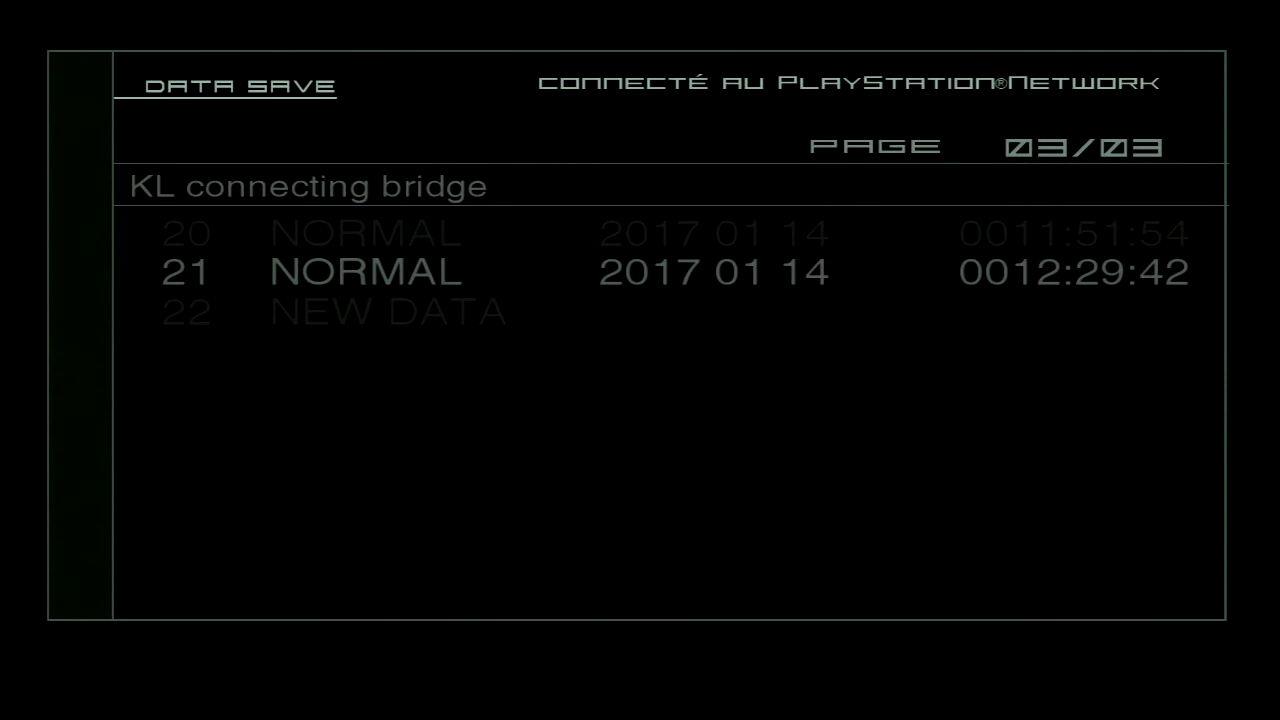 DATA SAVE
CONNECTÉ AU PLAYSTATION®NETWORK
PAGE 03/03
KL connecting bridge
20 NORMAL 2017 01 14 0011:51:54
21 NORMAL 2017 01 14 0012:29:42
22 NEW DATA